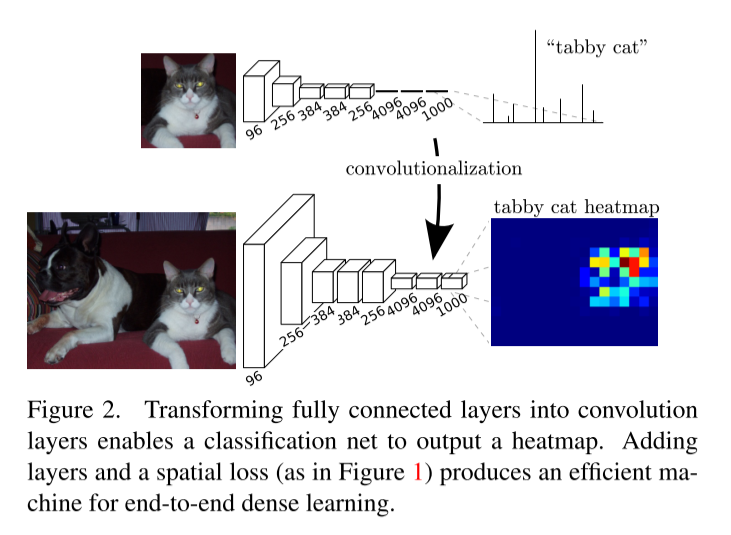 “tabby cat”
96
256
384
384
256
4096
4096
1000
convolutionalization
tabby cat heatmap
96
256
384
384
256
4096
4096
1000
Figure 2. Transforming fully connected layers into convolution
layers enables a classification net to output a heatmap. Adding
layers and a spatial loss (as in Figure 1) produces an efficient ma-
chine for end-to-end dense learning.